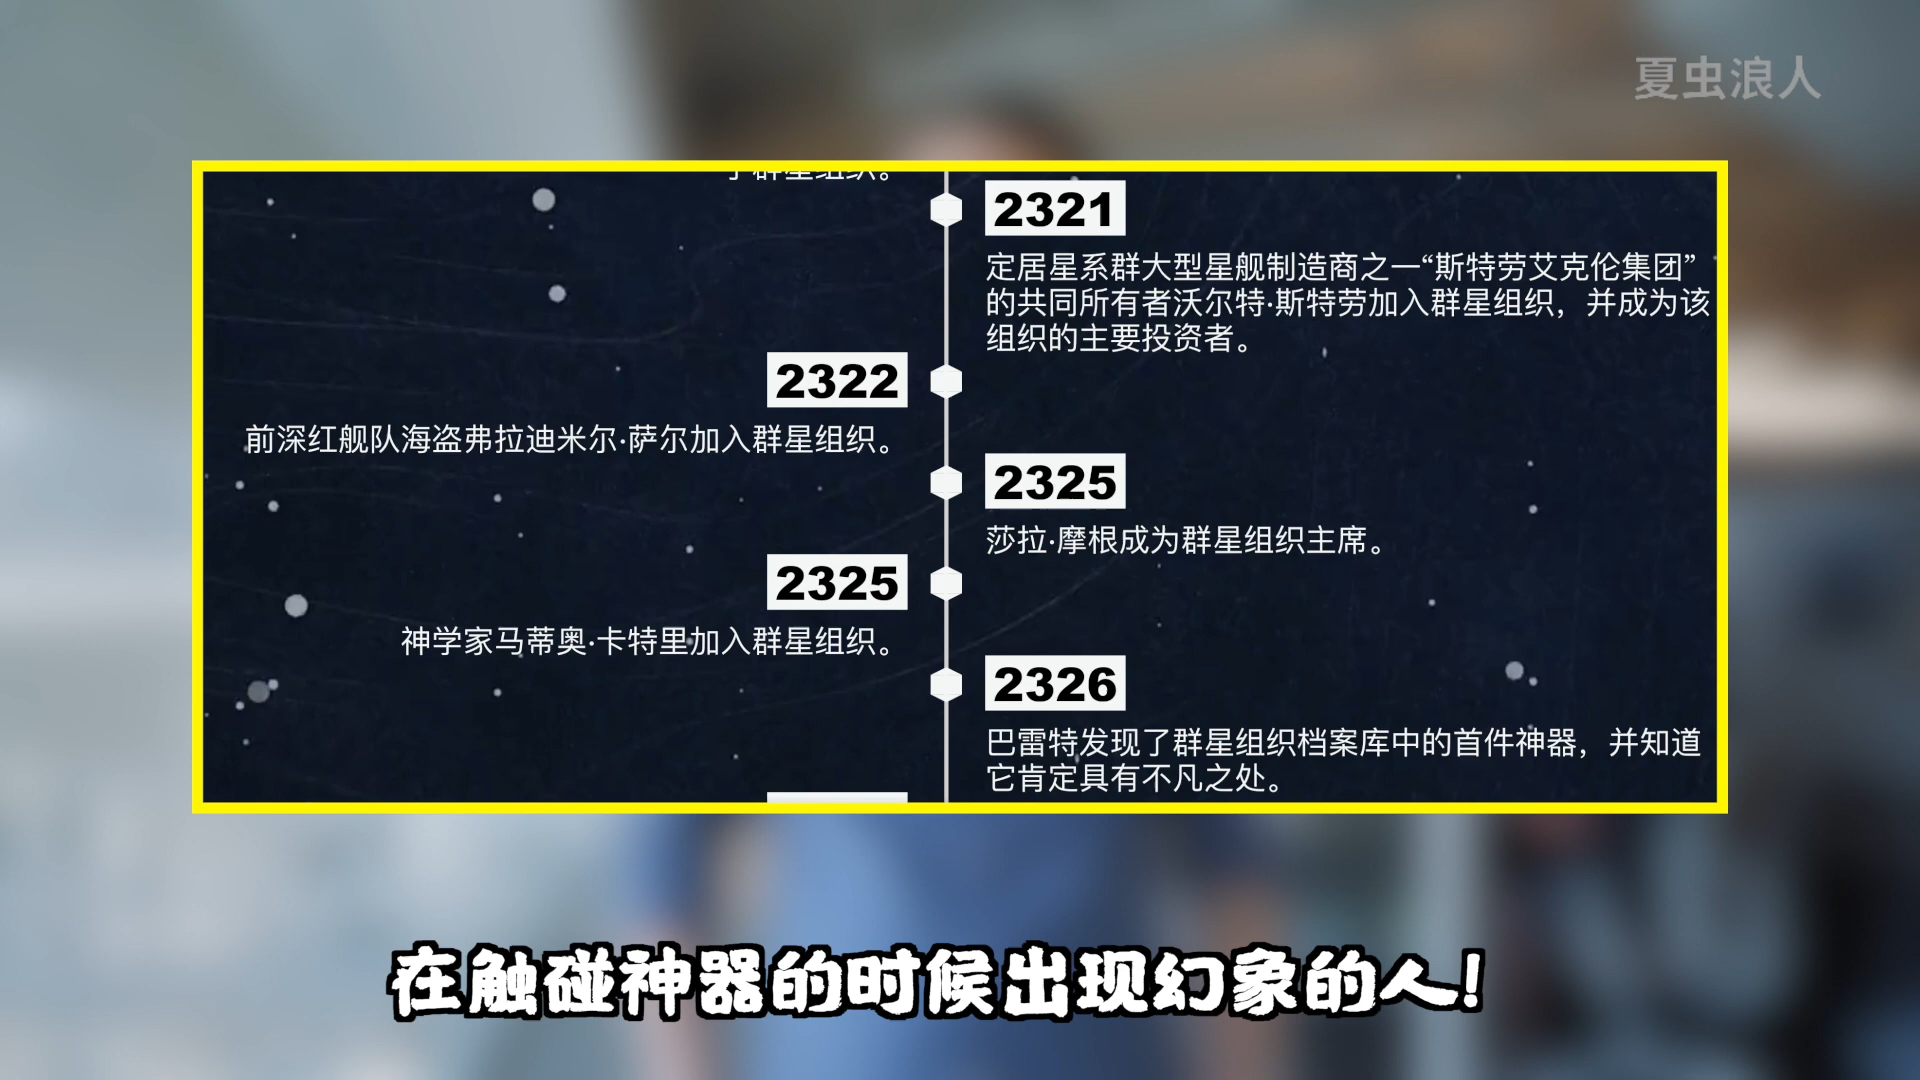 夏虫浪人
群星组织。
2321
定居星系群大型星舰制造商之一“斯特劳艾克伦集团”
的共同所有者沃尔特·斯特劳加入群星组织，并成为该
组织的主要投资者。
2322
前深红舰队海盗弗拉迪米尔·萨尔加入群星组织。
2325
莎拉·摩根成为群星组织主席。
2325
神学家马蒂奥·卡特里加入群星组织。
2326
巴雷特发现了群星组织档案库中的首件神器，并知道
它肯定具有不凡之处。
在触碰神器的时候出现幻象的人!